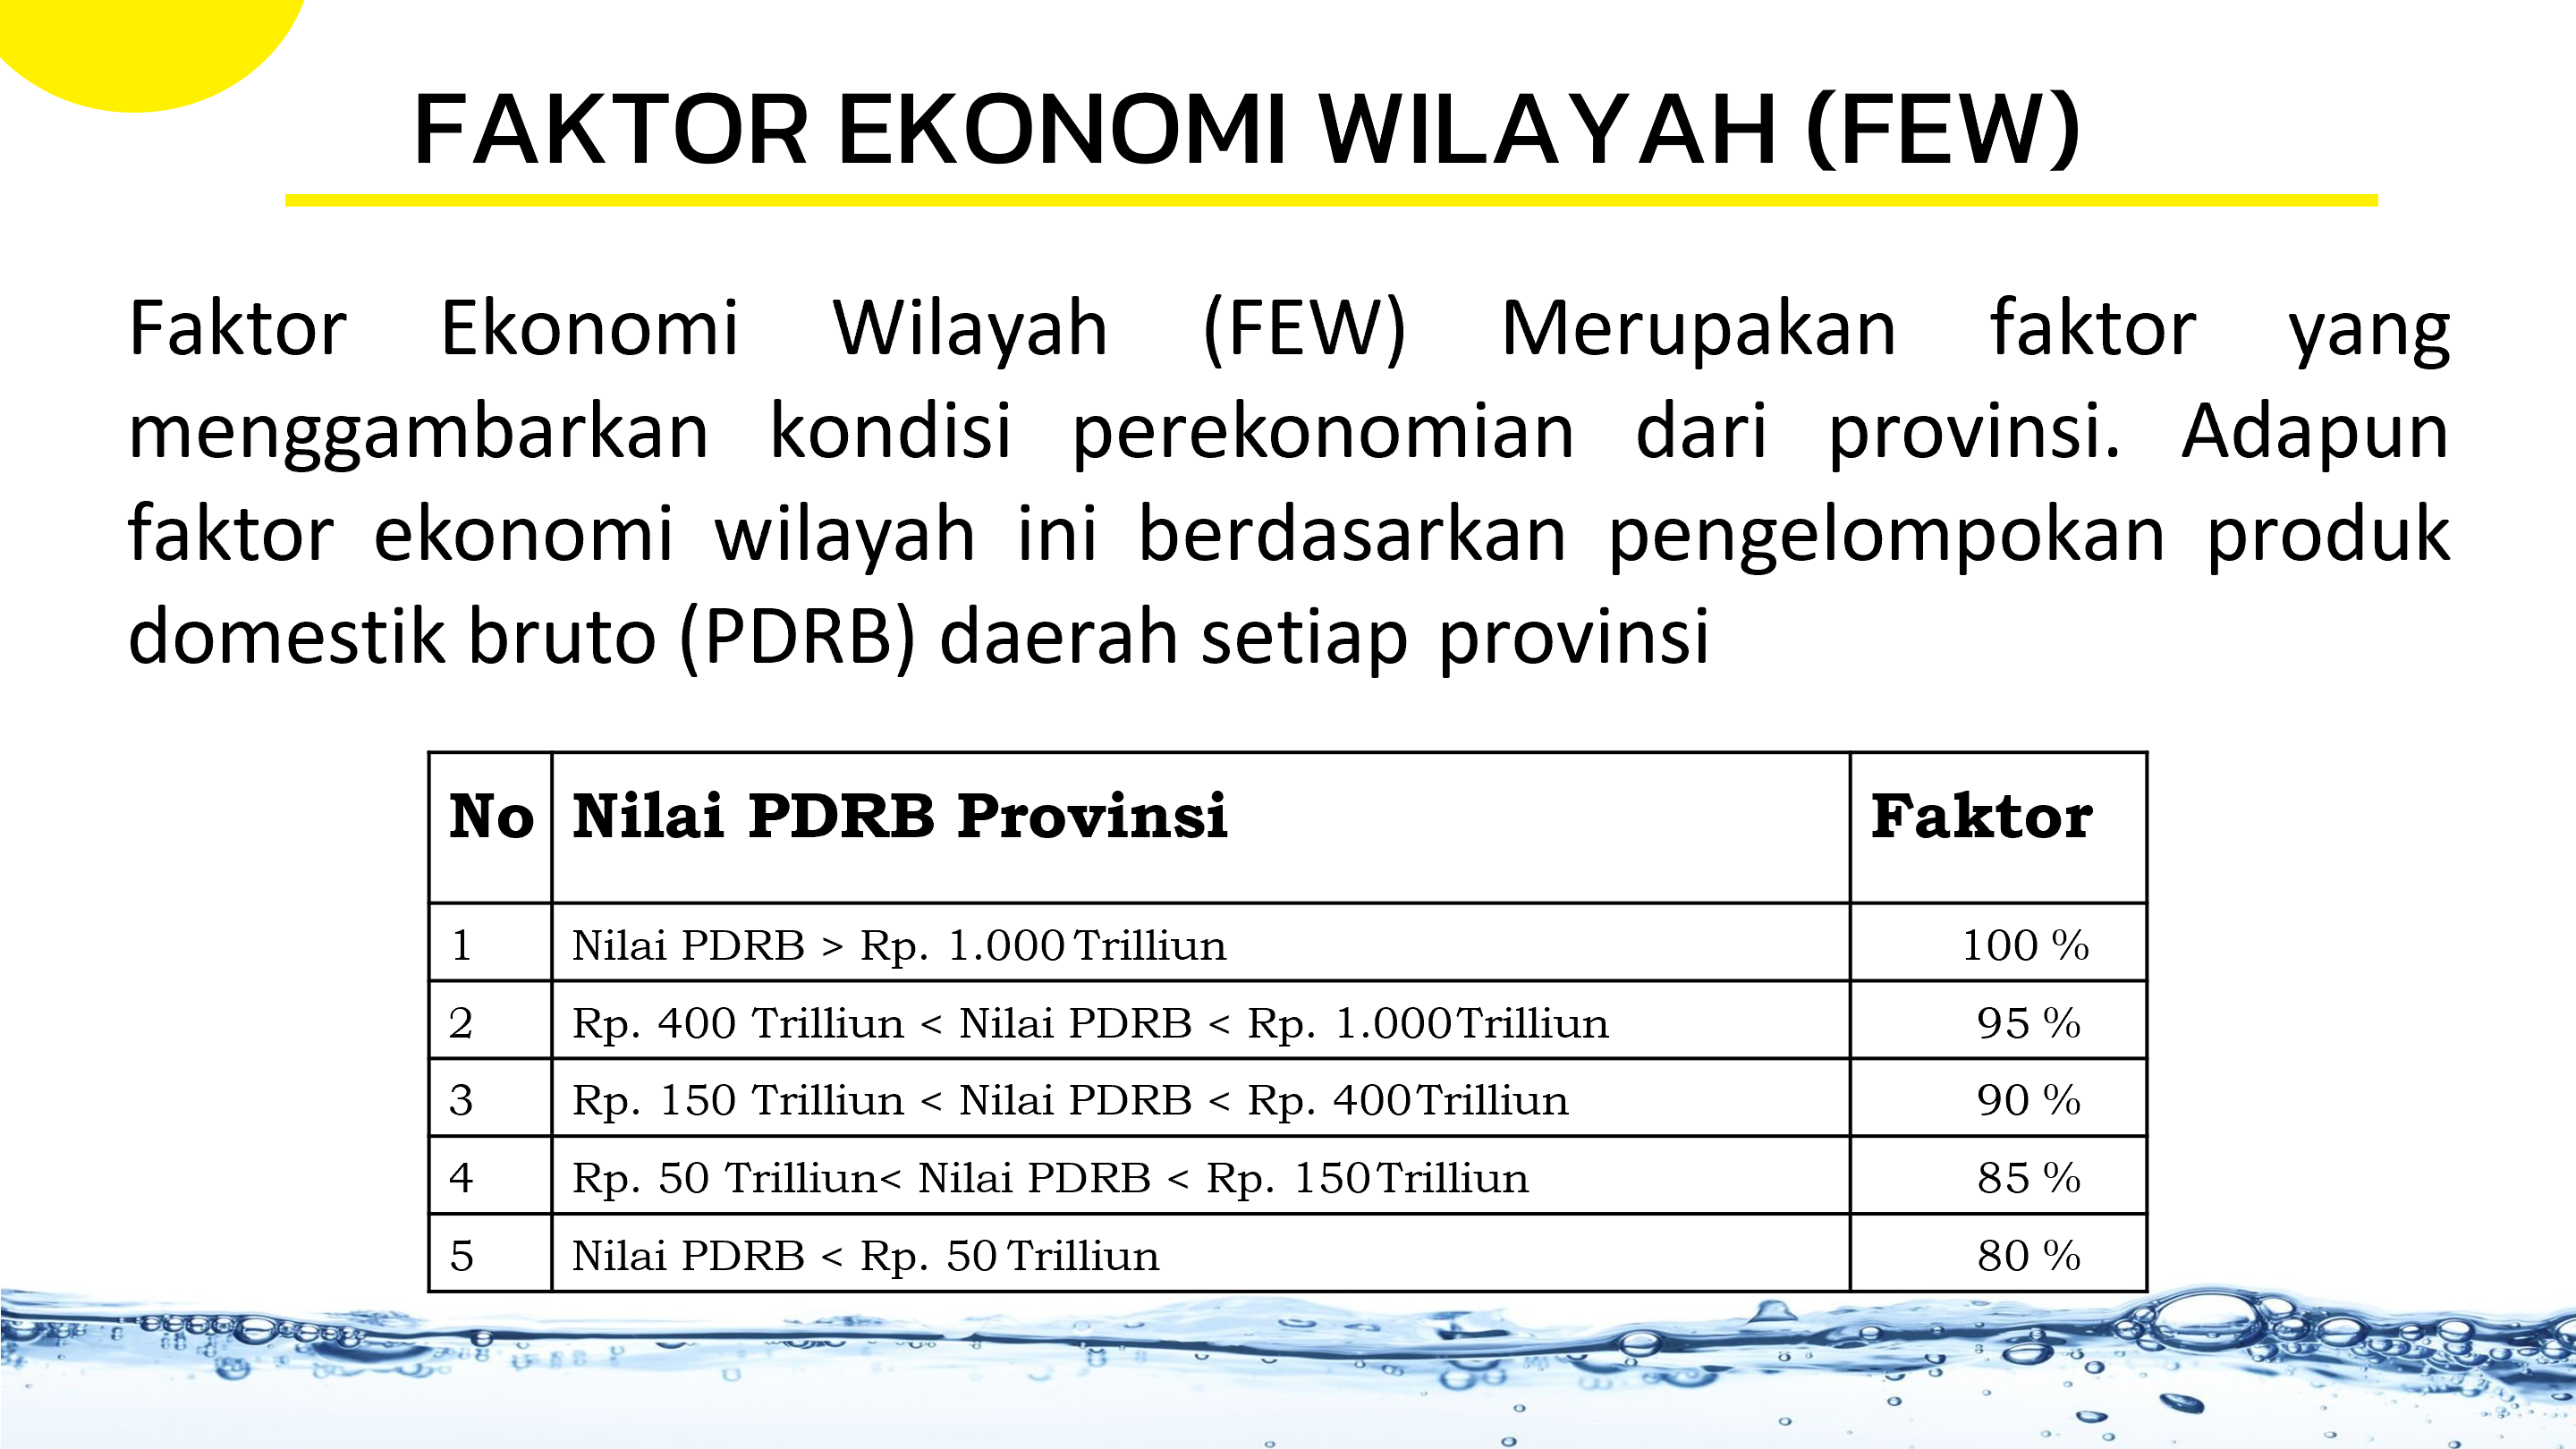 FAKTOR EKONOMI WILAYAH (FEW)
Faktor Ekonomi Wilayah (FEW) Merupakan faktor yang
menggambarkan kondisi perekonomian dari provinsi. Adapun
faktor ekonomi wilayah ini berdasarkan pengelompokan produk
domestik bruto (PDRB) daerah setiap provinsi
No Nilai PDRB Provinsi Faktor
1 Nilai PDRB > Rp. 1.000 Trilliun 100 %
2 Rp. 400 Trilliun < Nilai PDRB < Rp. 1.000 Trilliun 95 %
3 Rp. 150 Trilliun < Nilai PDRB < Rp. 400 Trilliun 90 %
4 Rp. 50 Trilliun< Nilai PDRB < Rp. 150 Trilliun 85 %
5 Nilai PDRB < Rp. 50 Trilliun 80 %